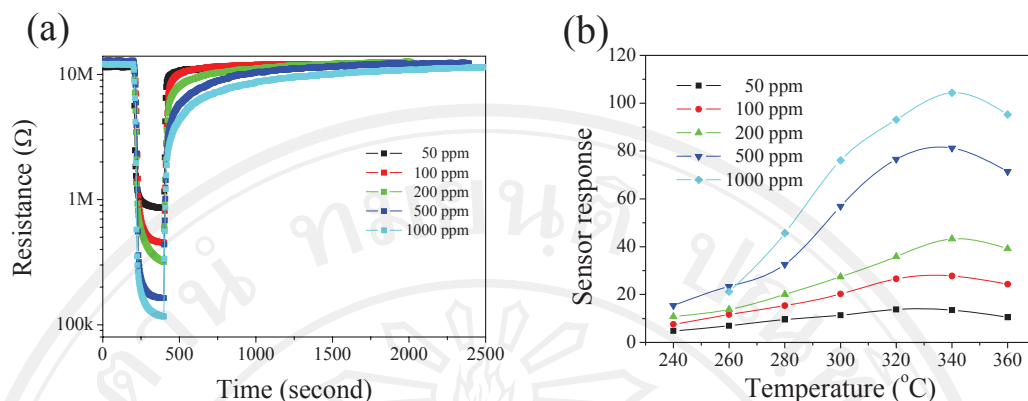 (a)
10M
1M
100k
Resistance (Ω)
50 ppm
100 ppm
200 ppm
500 ppm
1000 ppm
0 500 1000 1500 2000 2500
Time (second)
(b)
120
100
80
60
40
20
0
Sensor response
50 ppm
100 ppm
200 ppm
500 ppm
1000 ppm
240 260 280 300 320 340 360
Temperature (°C)